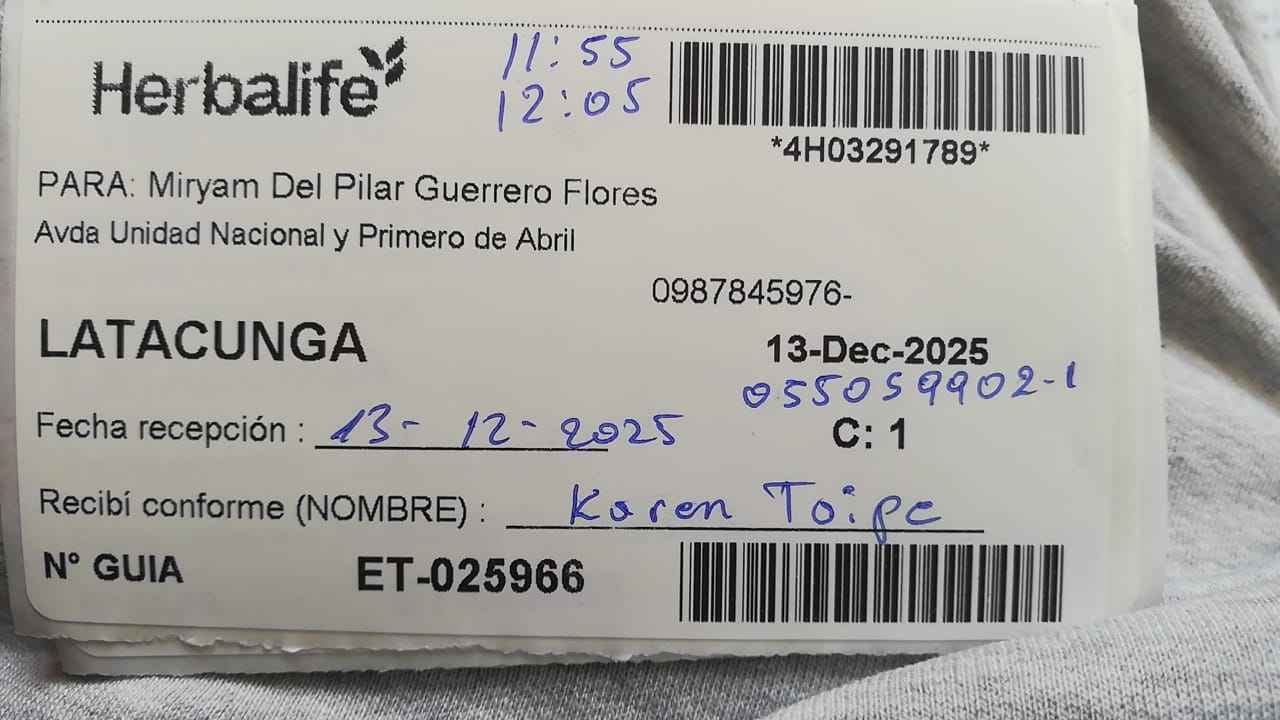 Herbalife
11:55
12:05
*4H03291789*
PARA: Miryam Del Pilar Guerrero Flores
Avda Unidad Nacional y Primero de Abril
0987845976-
LATACUNGA
13-Dec-2025
055059902-1
Fecha recepción : 13- 12-2025
C: 1
Recibí conforme (NOMBRE) : Karen Toipe
N° GUIA ET-025966